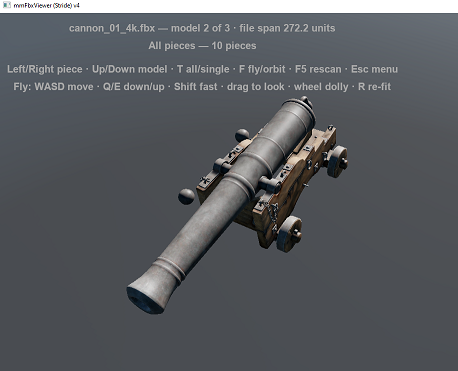 mmFbxViewer (Stride) v4
cannon_01_4k.fbx — model 2 of 3 · file span 272.2 units
All pieces — 10 pieces
Left/Right piece · Up/Down model · T all/single · F fly/orbit · F5 rescan · Esc menu
Fly: WASD move · Q/E down/up · Shift fast · drag to look · wheel dolly · R re-fit